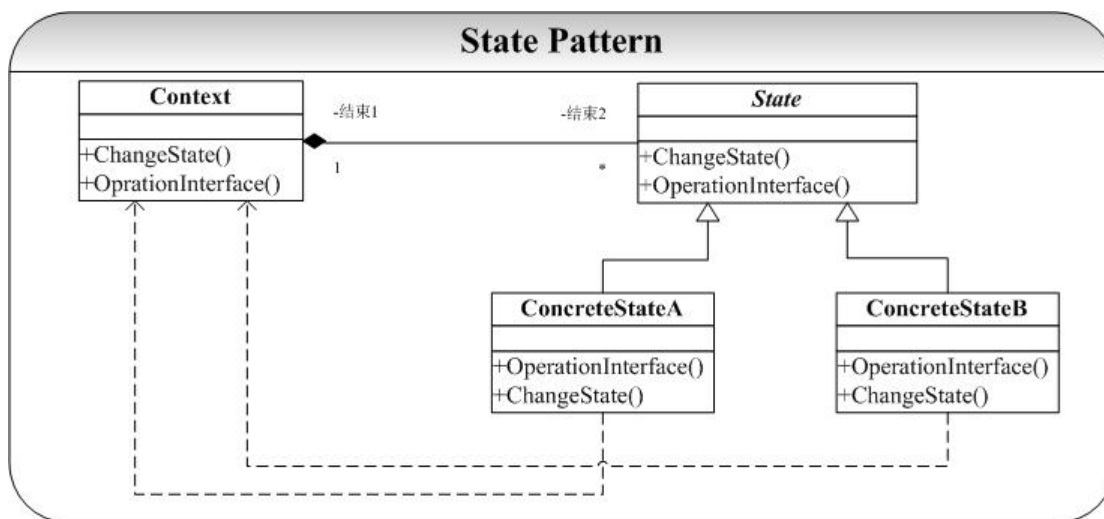 State Pattern
Context
+ChangeState()
+OprationInterface()
-结束1
-结束2
1
*
State
+ChangeState()
+OperationInterface()
ConcreteStateA
+OperationInterface()
+ChangeState()
ConcreteStateB
+OperationInterface()
+ChangeState()